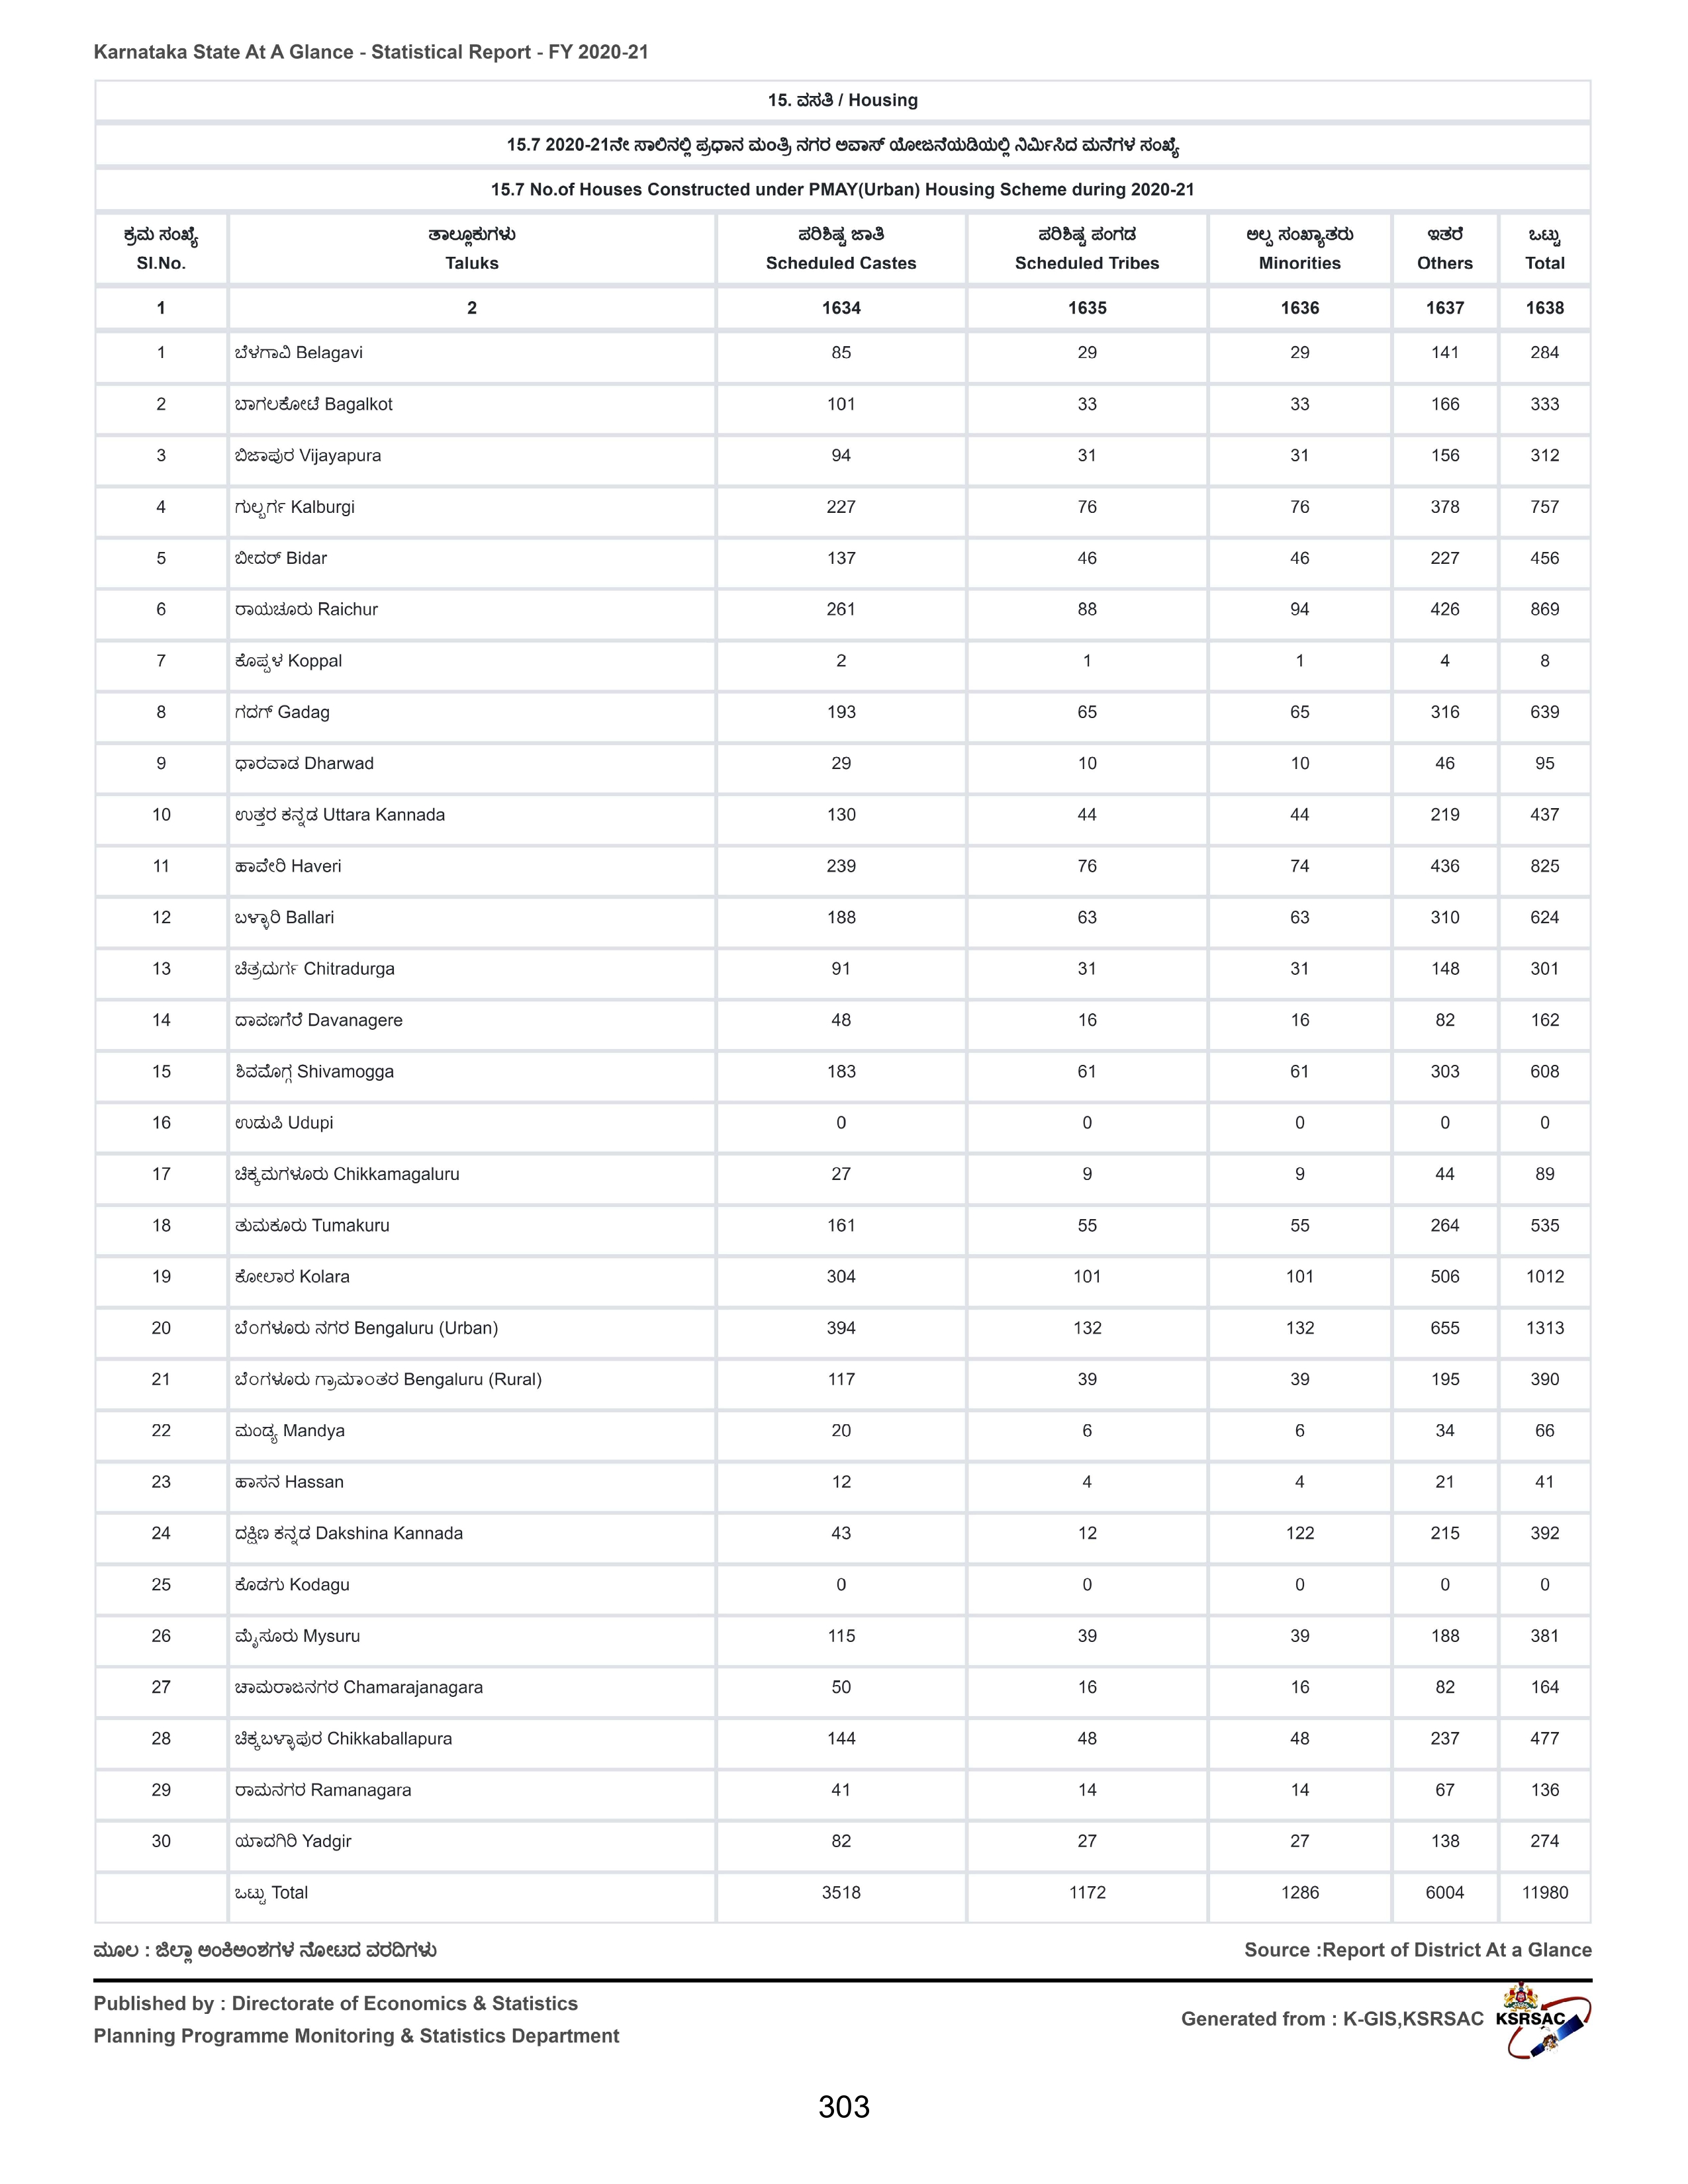 Karnataka State At A Glance - Statistical Report - FY 2020-21
15. ವಸತಿ / Housing
15.7 2020-21ನೇ ಸಾಲಿನಲ್ಲಿ ಪ್ರಧಾನ ಮಂತ್ರಿ ನಗರ ಅವಾಸ್ ಯೋಜನೆಯಡಿಯಲ್ಲಿ ನಿರ್ಮಿಸಿದ ಮನೆಗಳ ಸಂಖ್ಯೆ
15.7 No.of Houses Constructed under PMAY(Urban) Housing Scheme during 2020-21
ಕ್ರಮ ಸಂಖ್ಯೆ ತಾಲ್ಲೂಕುಗಳು ಪರಿಶಿಷ್ಟ ಜಾತಿ ಪರಿಶಿಷ್ಟ ಪಂಗಡ ಅಲ್ಪ ಸಂಖ್ಯಾತರು ಇತರೆ ಒಟ್ಟು
Sl.No. Taluks Scheduled Castes Scheduled Tribes Minorities Others Total
1 2 1634 1635 1636 1637 1638
1 ಬೆಳಗಾವಿ Belagavi 85 29 29 141 284
2 ಬಾಗಲಕೋಟೆ Bagalkot 101 33 33 166 333
3 ಬಿಜಾಪುರ Vijayapura 94 31 31 156 312
4 ಗುಲ್ಬರ್ಗ Kalburgi 227 76 76 378 757
5 ಬೀದರ್ Bidar 137 46 46 227 456
6 ರಾಯಚೂರು Raichur 261 88 94 426 869
7 ಕೊಪ್ಪಳ Koppal 2 1 1 4 8
8 ಗದಗ್ Gadag 193 65 65 316 639
9 ಧಾರವಾಡ Dharwad 29 10 10 46 95
10 ಉತ್ತರ ಕನ್ನಡ Uttara Kannada 130 44 44 219 437
11 ಹಾವೇರಿ Haveri 239 76 74 436 825
12 ಬಳ್ಳಾರಿ Ballari 188 63 63 310 624
13 ಚಿತ್ರದುರ್ಗ Chitradurga 91 31 31 148 301
14 ದಾವಣಗೆರೆ Davanagere 48 16 16 82 162
15 ಶಿವಮೊಗ್ಗ Shivamogga 183 61 61 303 608
16 ಉಡುಪಿ Udupi 0 0 0 0 0
17 ಚಿಕ್ಕಮಗಳೂರು Chikkamagaluru 27 9 9 44 89
18 ತುಮಕೂರು Tumakuru 161 55 55 264 535
19 ಕೋಲಾರ Kolara 304 101 101 506 1012
20 ಬೆಂಗಳೂರು ನಗರ Bengaluru (Urban) 394 132 132 655 1313
21 ಬೆಂಗಳೂರು ಗ್ರಾಮಾಂತರ Bengaluru (Rural) 117 39 39 195 390
22 ಮಂಡ್ಯ Mandya 20 6 6 34 66
23 ಹಾಸನ Hassan 12 4 4 21 41
24 ದಕ್ಷಿಣ ಕನ್ನಡ Dakshina Kannada 43 12 122 215 392
25 ಕೊಡಗು Kodagu 0 0 0 0 0
26 ಮೈಸೂರು Mysuru 115 39 39 188 381
27 ಚಾಮರಾಜನಗರ Chamarajanagara 50 16 16 82 164
28 ಚಿಕ್ಕಬಳ್ಳಾಪುರ Chikkaballapura 144 48 48 237 477
29 ರಾಮನಗರ Ramanagara 41 14 14 67 136
30 ಯಾದಗಿರಿ Yadgir 82 27 27 138 274
ಒಟ್ಟು Total 3518 1172 1286 6004 11980
ಮೂಲ : ಜಿಲ್ಲಾ ಅಂಕಿಅಂಶಗಳ ನೋಟದ ವರದಿಗಳು Source :Report of District At a Glance
Published by : Directorate of Economics & Statistics
Planning Programme Monitoring & Statistics Department
Generated from : K-GIS,KSRSAC KSRSAC
303